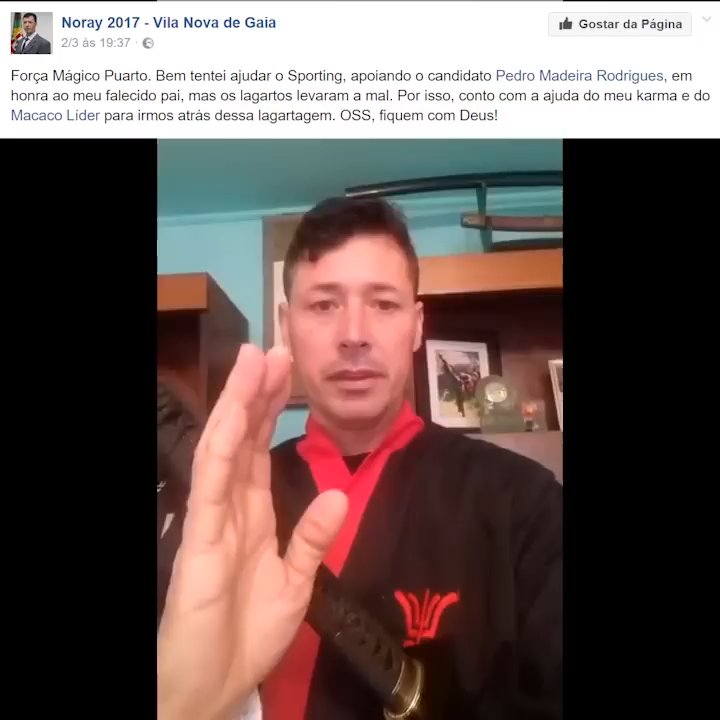 Noray 2017 - Vila Nova de Gaia
Gostar da Página
2/3 às 19:37 ·
Força Mágico Puarto. Bem tentei ajudar o Sporting, apoiando o candidato Pedro Madeira Rodrigues, em
honra ao meu falecido pai, mas os lagartos levaram a mal. Por isso, conto com a ajuda do meu karma e do
Macaco Líder para irmos atrás dessa lagartagem. OSS, fiquem com Deus!